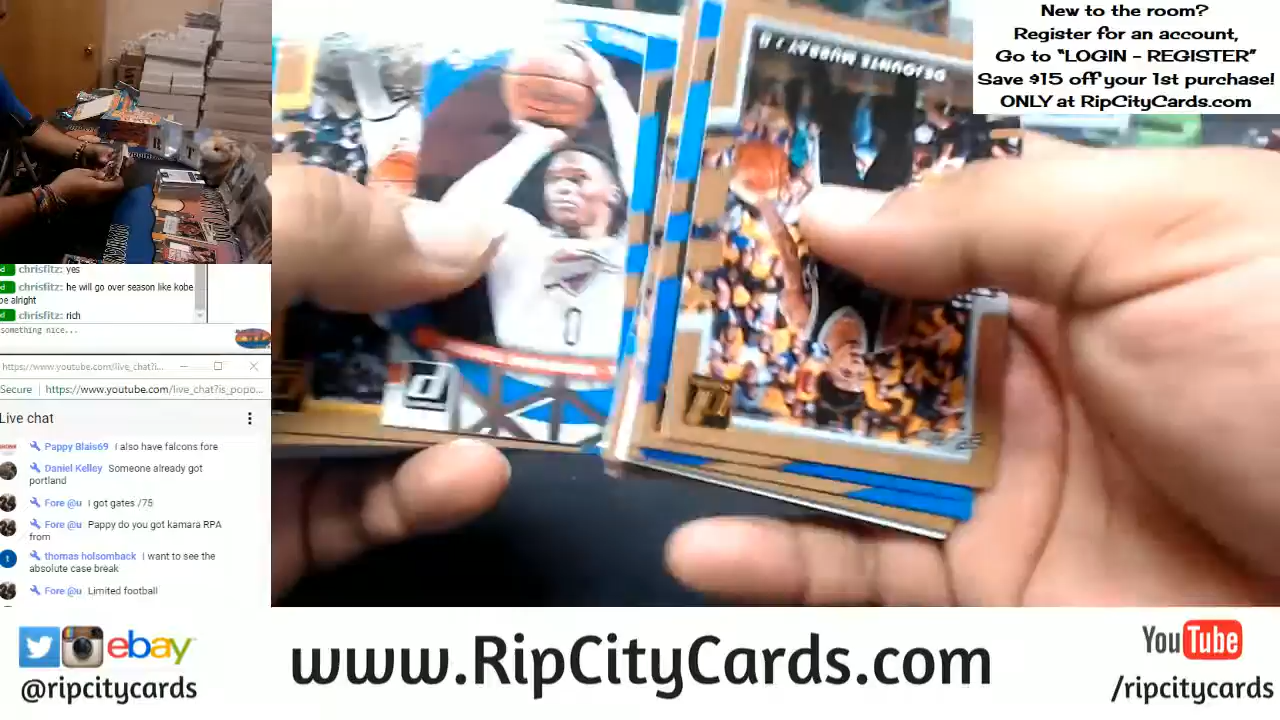 New to the room?
Register for an account,
Go to “LOGIN - REGISTER”
Save $15 off your 1st purchase!
ONLY at RipCityCards.com
DEJOUNTE MURRAY / G
0
d
chrisfitz: yes
chrisfitz: he will go over season like kobe
be alright
chrisfitz: rich
something nice...
https://www.youtube.com/live_chat?i...
Secure
https://www.youtube.com/live_chat?is_popo...
Live chat
Pappy Blais69 I also have falcons fore
Daniel Kelley Someone already got
portland
Fore @u I got gates /75
Fore @u Pappy do you got kamara RPA
from
thomas holsomback I want to see the
absolute case break
Fore @u Limited football
ebay
@ripcitycards
www.RipCityCards.com
YouTube
/ripcitycards